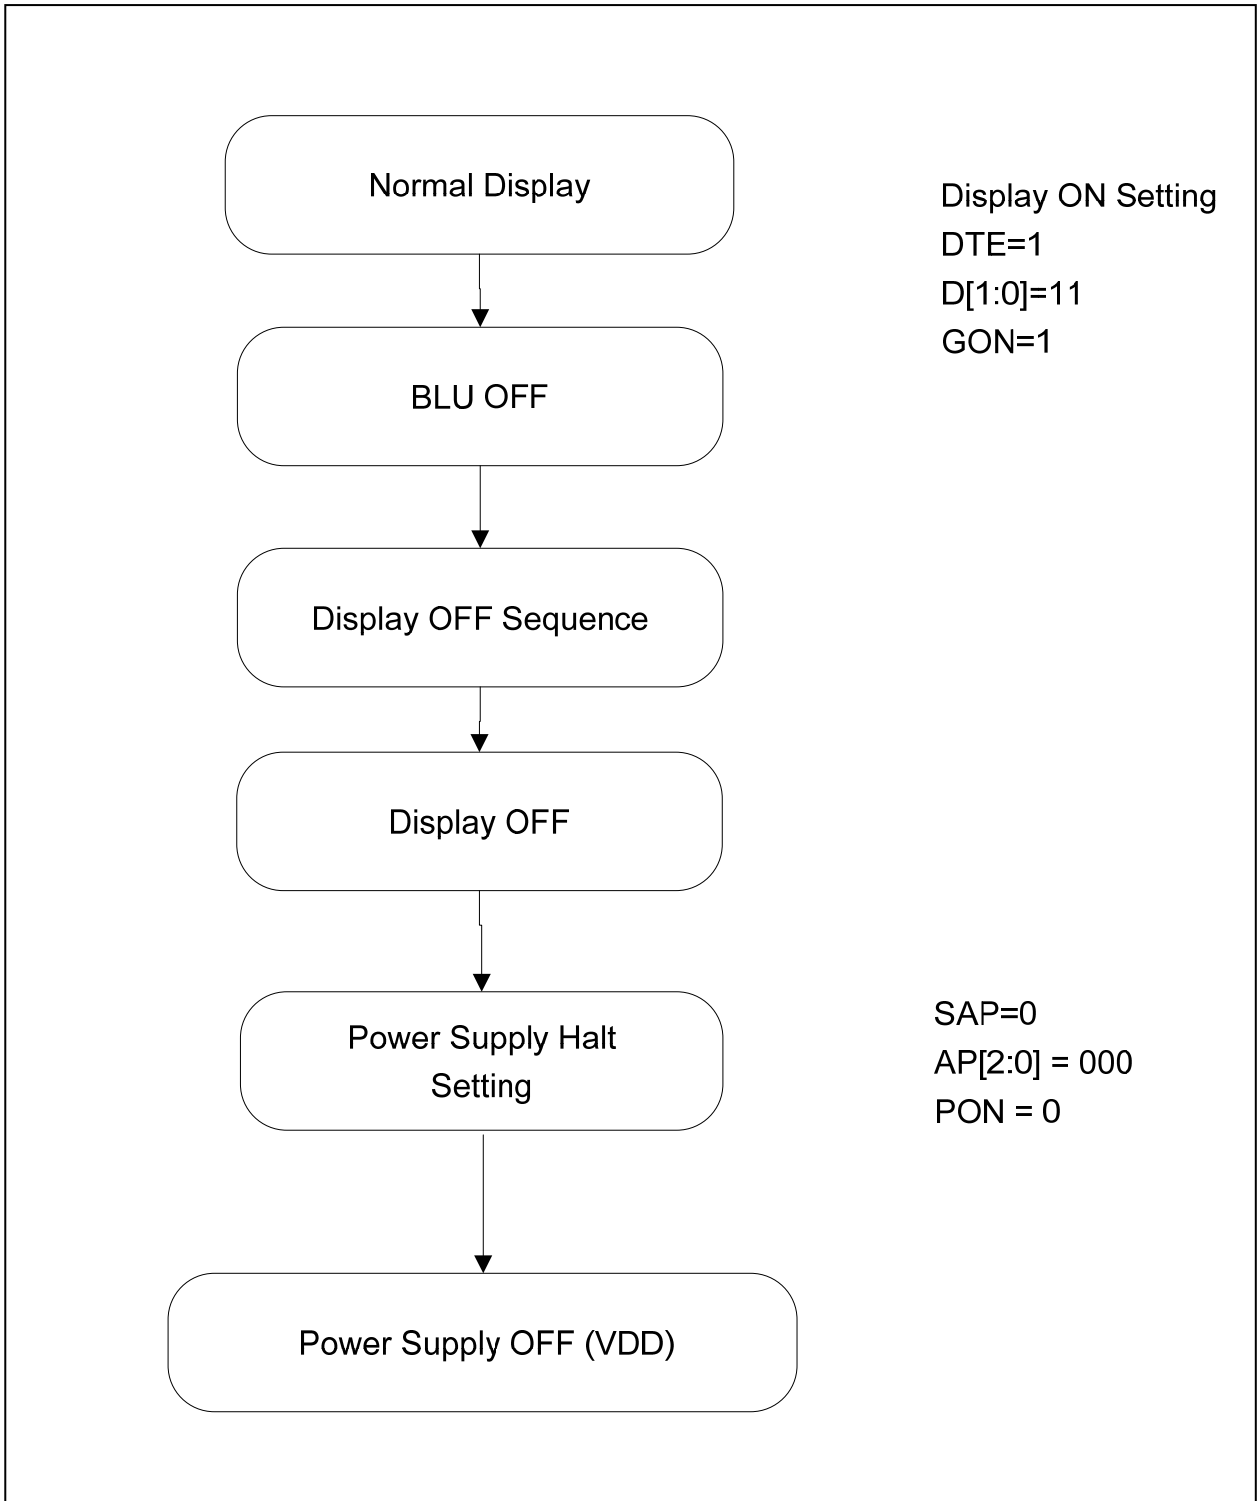 Normal Display
Display ON Setting
DTE=1
D[1:0]=11
GON=1
BLU OFF
Display OFF Sequence
Display OFF
Power Supply Halt
Setting
SAP=0
AP[2:0] = 000
PON = 0
Power Supply OFF (VDD)